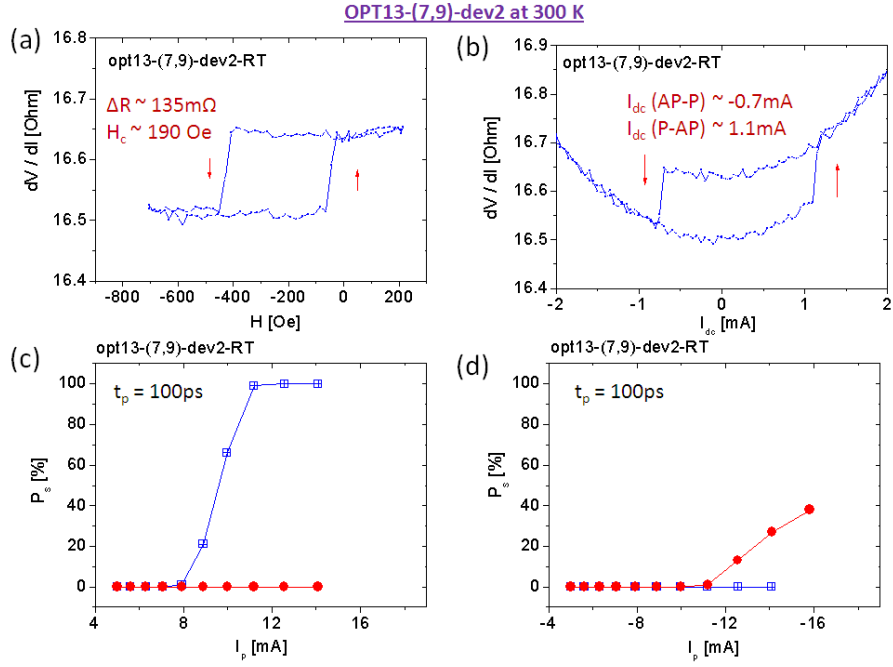 OPT13-(7,9)-dev2 at 300 K
(a)
opt13-(7,9)-dev2-RT
ΔR ~ 135mΩ
Hc ~ 190 Oe
dV / dI [Ohm]
16.8
16.7
16.6
16.5
16.4
-800
-600
-400
-200
0
200
H [Oe]
(b)
opt13-(7,9)-dev2-RT
Idc (AP-P) ~ -0.7mA
Idc (P-AP) ~ 1.1mA
dV / dI [Ohm]
16.9
16.8
16.7
16.6
16.5
16.4
-2
-1
0
1
2
Idc [mA]
(c)
opt13-(7,9)-dev2-RT
tp = 100ps
Ps [%]
100
80
60
40
20
0
4
8
12
16
Ip [mA]
(d)
opt13-(7,9)-dev2-RT
tp = 100ps
Ps [%]
100
80
60
40
20
0
-4
-8
-12
-16
Ip [mA]